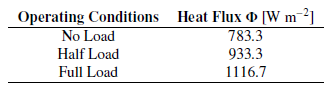 Operating Conditions Heat Flux Φ [W m⁻²]
No Load 783.3
Half Load 933.3
Full Load 1116.7